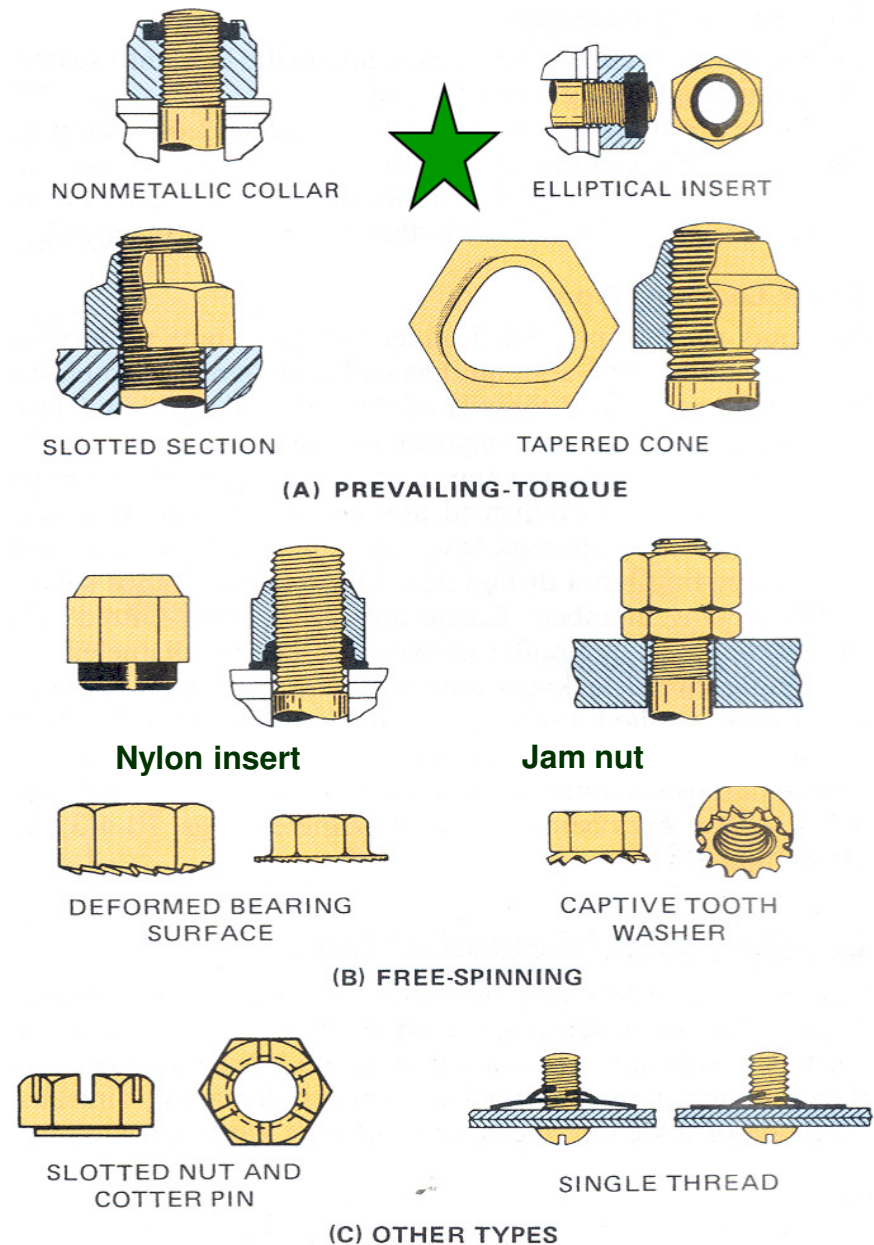 NONMETALLIC COLLAR
ELLIPTICAL INSERT
SLOTTED SECTION
TAPERED CONE
(A) PREVAILING-TORQUE
Nylon insert
Jam nut
DEFORMED BEARING
SURFACE
CAPTIVE TOOTH
WASHER
(B) FREE-SPINNING
SLOTTED NUT AND
COTTER PIN
SINGLE THREAD
(C) OTHER TYPES